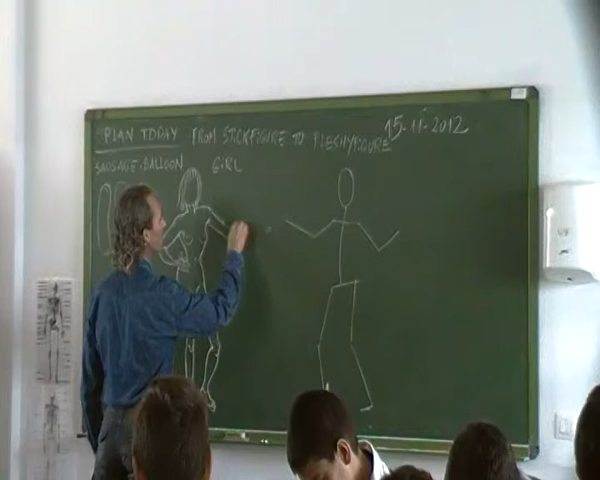 PLAN TODAY FROM STICKFIGURE TO FLESHYFIGURE 15-11-2012
SAUSAGE-BALLOON GIRL